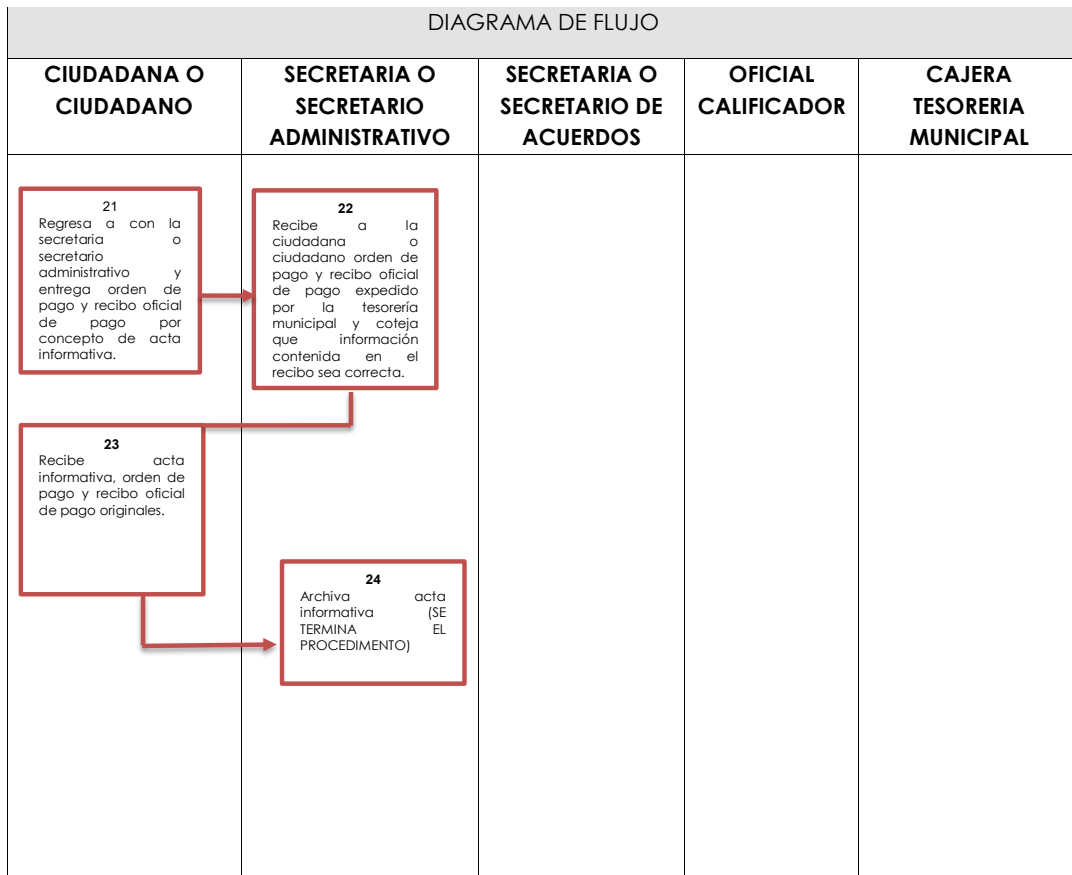 DIAGRAMA DE FLUJO
CIUDADANA O
CIUDADANO
SECRETARIA O
SECRETARIO
ADMINISTRATIVO
SECRETARIA O
SECRETARIO DE
ACUERDOS
OFICIAL
CALIFICADOR
CAJERA
TESORERIA
MUNICIPAL
21
Regresa a con la
secretaria o
secretario
administrativo y
entrega orden de
pago y recibo oficial
de pago por
concepto de acta
informativa.
22
Recibe a la
ciudadana o
ciudadano orden de
pago y recibo oficial
de pago expedido
por la tesorería
municipal y coteja
que información
contenida en el
recibo sea correcta.
23
Recibe acta
informativa, orden de
pago y recibo oficial
de pago originales.
24
Archiva acta
informativa (SE
TERMINA EL
PROCEDIMENTO)